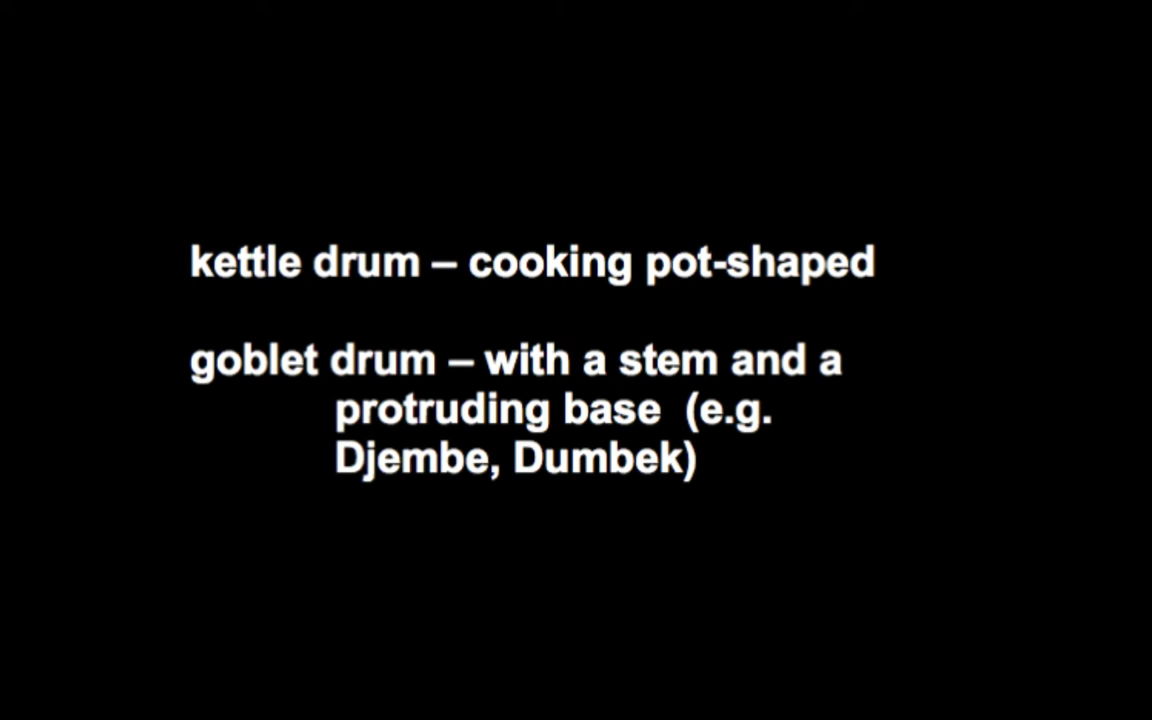 kettle drum – cooking pot-shaped
goblet drum – with a stem and a
protruding base  (e.g.
Djembe, Dumbek)